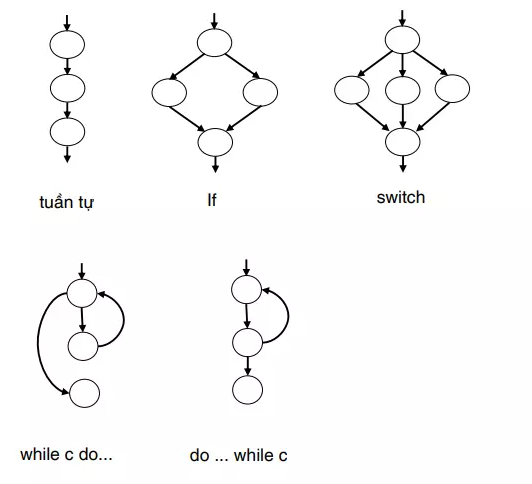 tuần tự
If
switch
while c do...
do ... while c